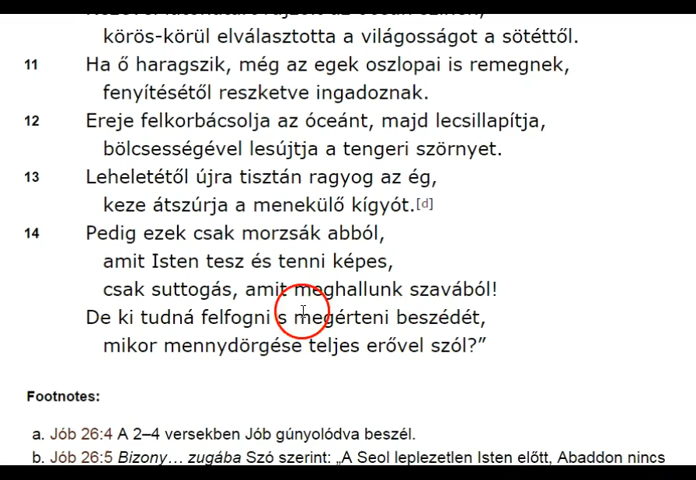 körös-körül elválasztotta a világosságot a sötéttől.
11 Ha ő haragszik, még az egek oszlopai is remegnek,
fenyítésétől reszketve ingadoznak.
12 Ereje felkorbácsolja az óceánt, majd lecsillapítja,
bölcsességével lesújtja a tengeri szörnyet.
13 Leheletétől újra tisztán ragyog az ég,
keze átszúrja a menekülő kígyót.[d]
14 Pedig ezek csak morzsák abból,
amit Isten tesz és tenni képes,
csak suttogás, amit meghallunk szavából!
De ki tudná felfogni s megérteni beszédét,
mikor mennydörgése teljes erővel szól?”
Footnotes:
a. Jób 26:4 A 2–4 versekben Jób gúnyolódva beszél.
b. Jób 26:5 Bizony… zugába Szó szerint: „A Seol leplezetlen Isten előtt, Abaddon nincs